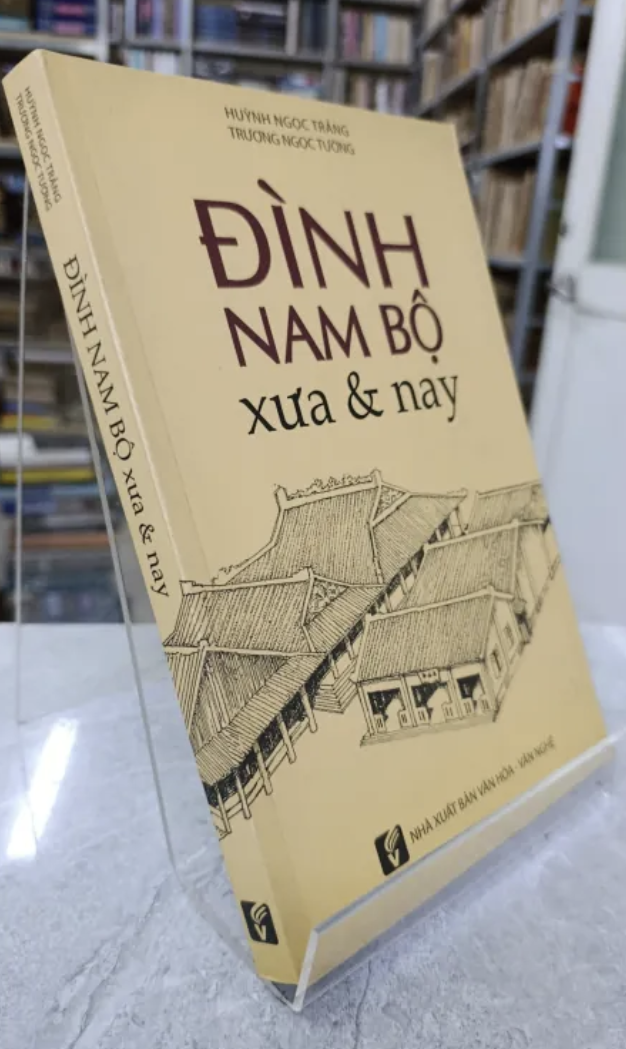 HUỲNH NGỌC TRẢNG
TRƯƠNG NGỌC TƯỜNG
ĐÌNH
NAM BỘ
xưa & nay
NHÀ XUẤT BẢN VĂN HÓA - VĂN NGHỆ
HUỲNH NGỌC TRẢNG
TRƯƠNG NGỌC TƯỜNG
ĐÌNH NAM BỘ xưa & nay